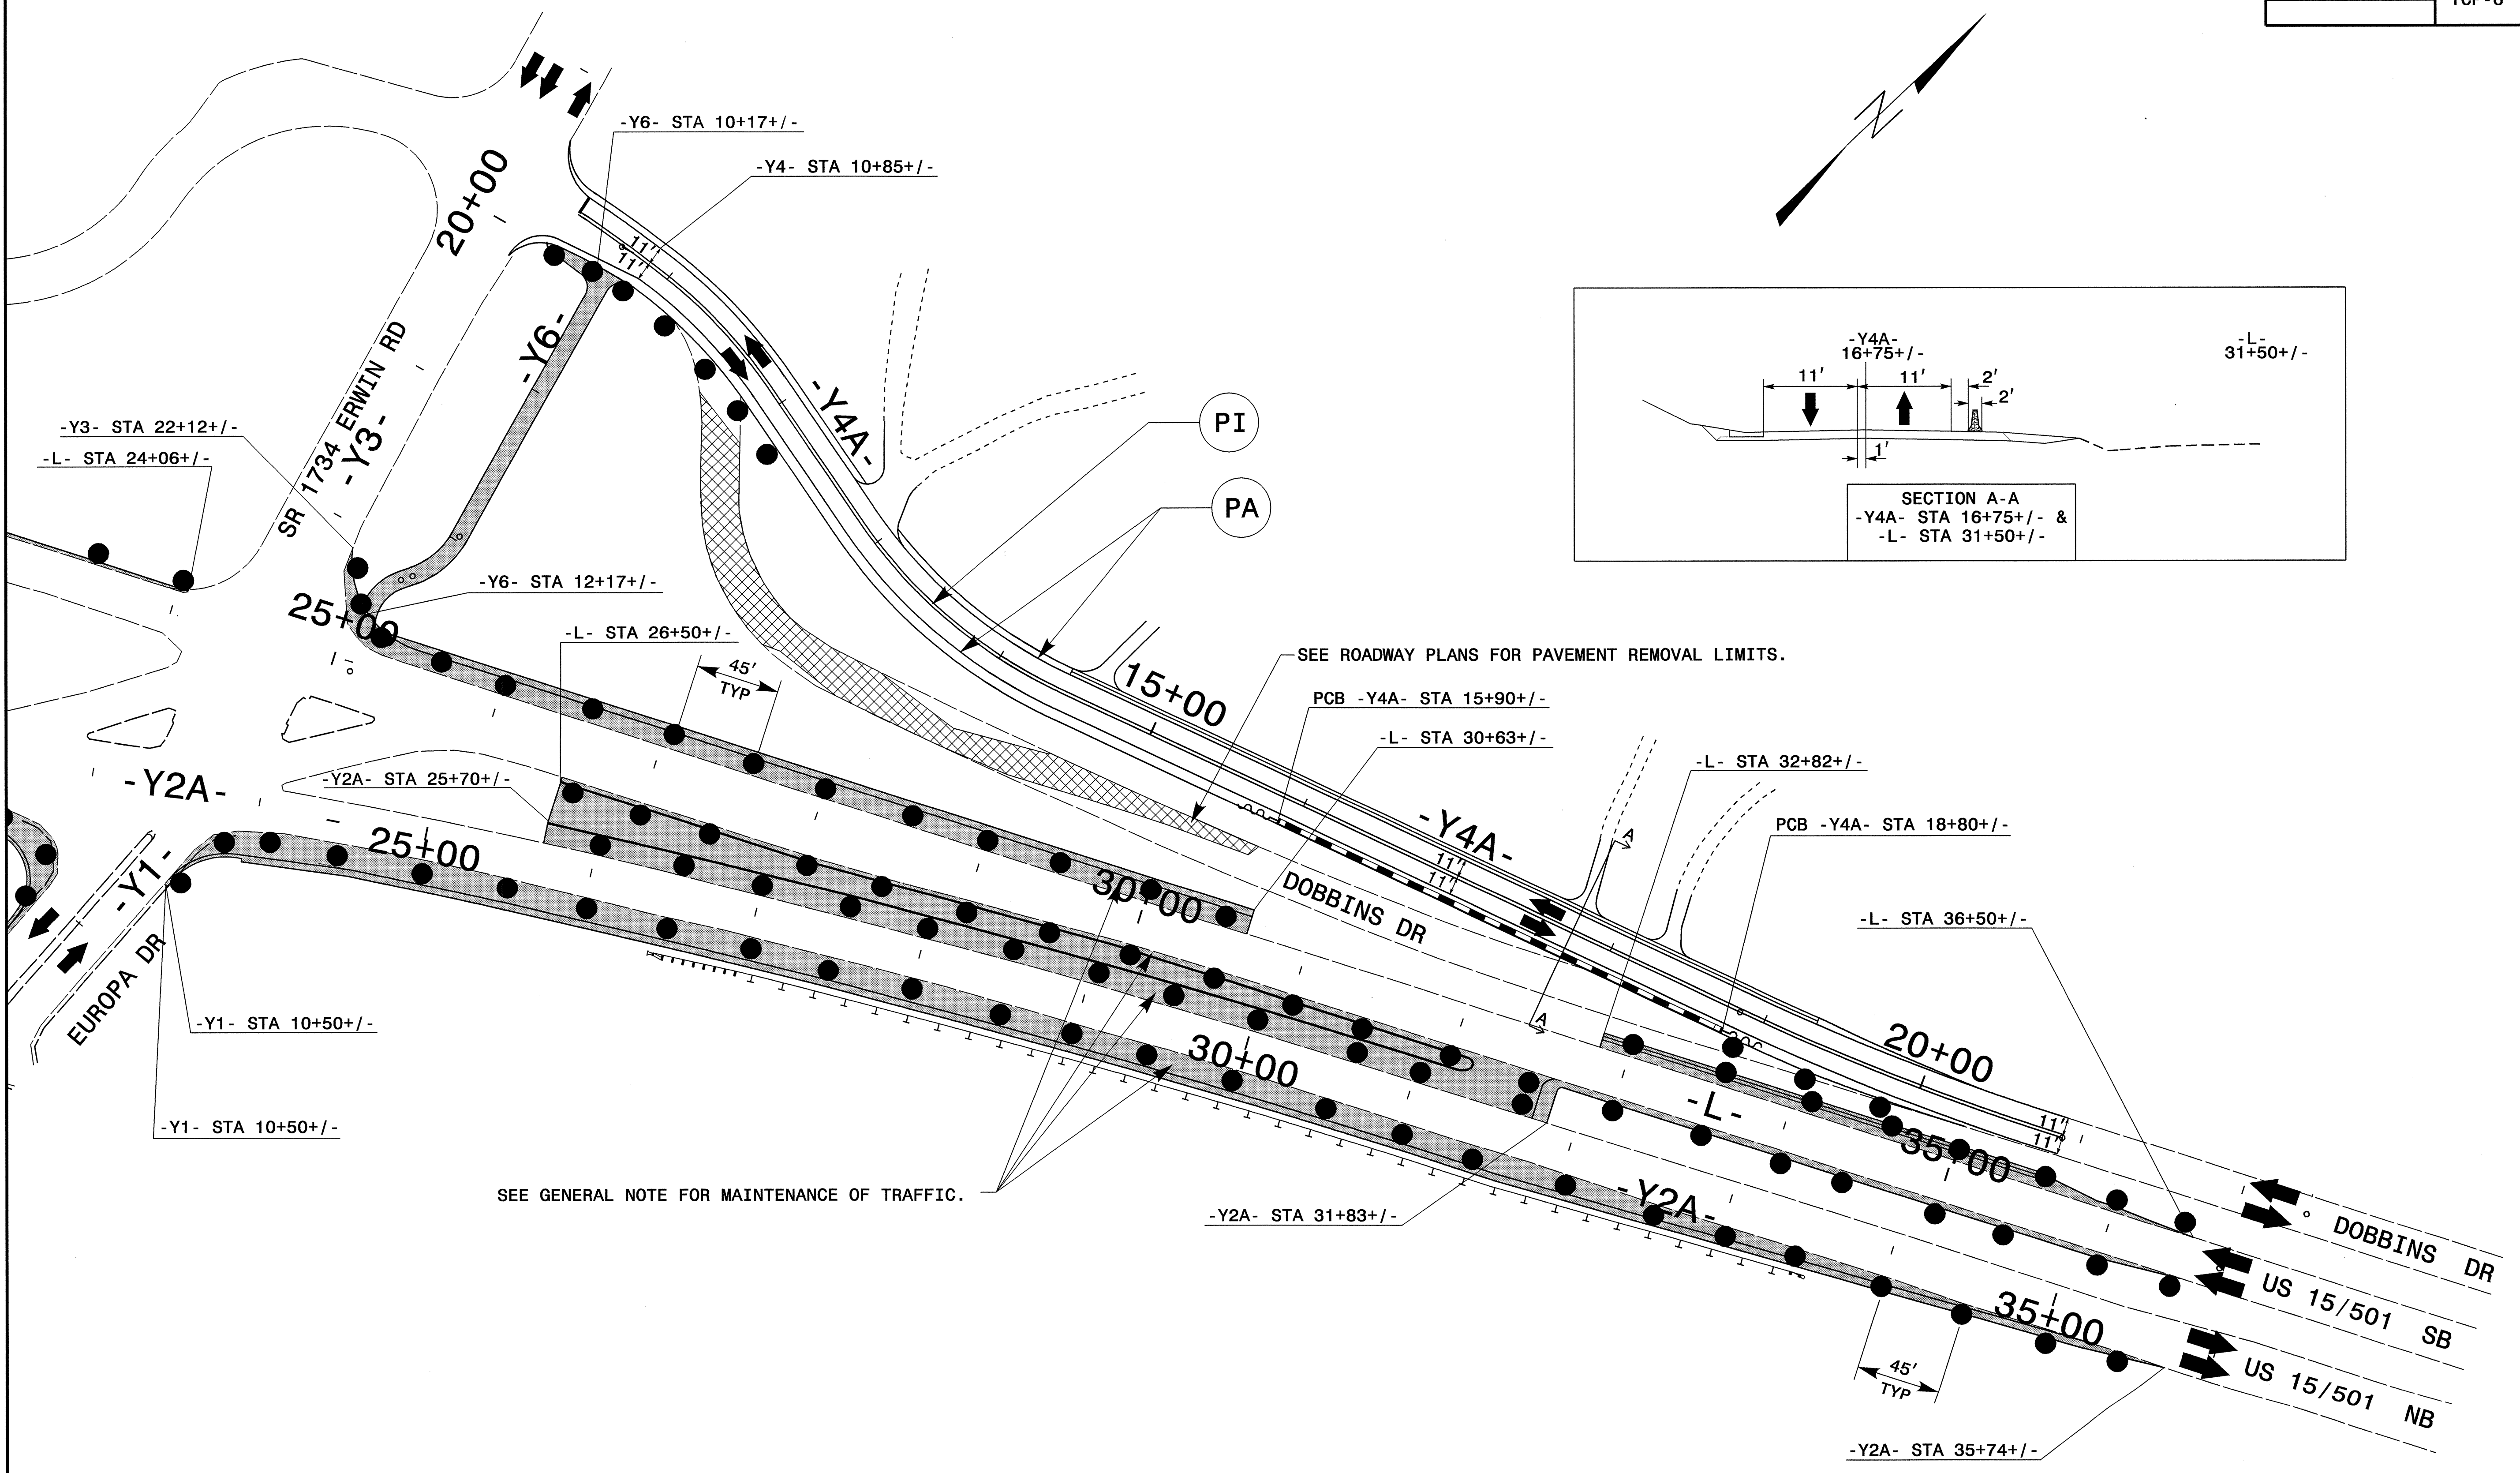 TCP-6
-Y6- STA 10+17+/-
-Y4- STA 10+85+/-
20+00
11'
11'
-Y6-
-Y4A-
SR 1734 ERWIN RD
-Y3-
-Y3- STA 22+12+/-
-L- STA 24+06+/-
PI
PA
-Y4A-
16+75+/-
-L-
31+50+/-
11'
11'
2'
2'
1'
SECTION A-A
-Y4A- STA 16+75+/- &
-L- STA 31+50+/-
25+00
-Y6- STA 12+17+/-
-L- STA 26+50+/-
45'
TYP
SEE ROADWAY PLANS FOR PAVEMENT REMOVAL LIMITS.
15+00
PCB -Y4A- STA 15+90+/-
-L- STA 30+63+/-
-L- STA 32+82+/-
-Y2A-
-Y2A- STA 25+70+/-
25+00
-Y4A-
PCB -Y4A- STA 18+80+/-
A
11'
11'
-Y1-
30+00
DOBBINS DR
-L- STA 36+50+/-
EUROPA DR
-Y1- STA 10+50+/-
A
30+00
20+00
-Y1- STA 10+50+/-
-L-
11'
11'
35+00
SEE GENERAL NOTE FOR MAINTENANCE OF TRAFFIC.
-Y2A-
-Y2A- STA 31+83+/-
DOBBINS DR
US 15/501 SB
35+00
45'
TYP
US 15/501 NB
-Y2A- STA 35+74+/-